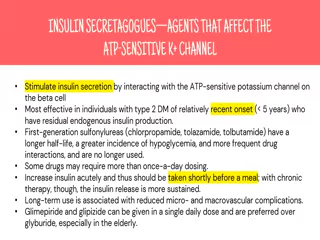 INSULIN SECRETAGOGUES—AGENTS THAT AFFECT THE
ATP-SENSITIVE K+ CHANNEL
• Stimulate insulin secretion by interacting with the ATP-sensitive potassium channel on
the beta cell
• Most effective in individuals with type 2 DM of relatively recent onset (< 5 years) who
have residual endogenous insulin production.
• First-generation sulfonylureas (chlorpropamide, tolazamide, tolbutamide) have a
longer half-life, a greater incidence of hypoglycemia, and more frequent drug
interactions, and are no longer used.
• Some drugs may require more than once-a-day dosing.
• Increase insulin acutely and thus should be taken shortly before a meal; with chronic
therapy, though, the insulin release is more sustained.
• Long-term use is associated with reduced micro- and macrovascular complications.
• Glimepiride and glipizide can be given in a single daily dose and are preferred over
glyburide, especially in the elderly.